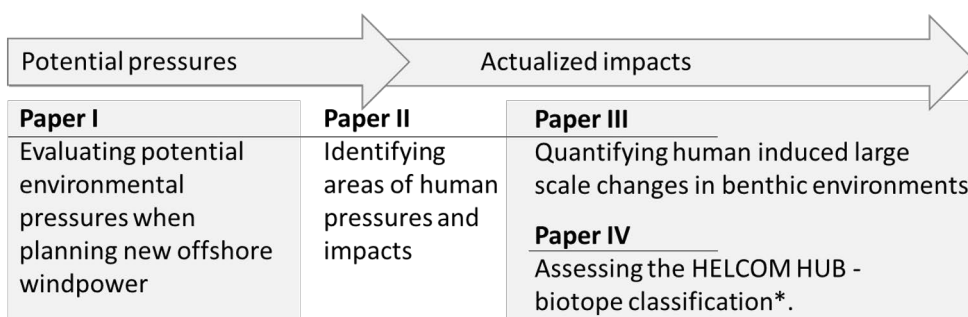 Potential pressures
Actualized impacts
Paper I
Evaluating potential
environmental
pressures when
planning new offshore
windpower
Paper II
Identifying
areas of human
pressures and
impacts
Paper III
Quantifying human induced large
scale changes in benthic environments
Paper IV
Assessing the HELCOM HUB -
biotope classification*.